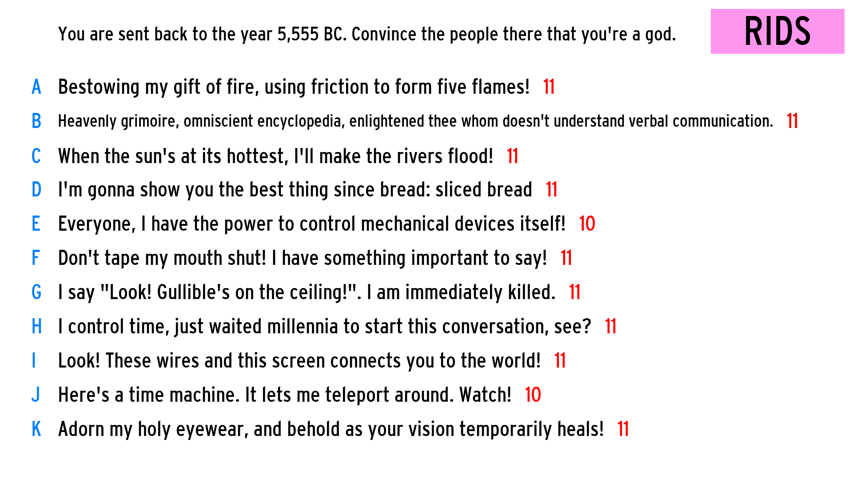 You are sent back to the year 5,555 BC. Convince the people there that you're a god.
RIDS
A Bestowing my gift of fire, using friction to form five flames! 11
B Heavenly grimoire, omniscient encyclopedia, enlightened thee whom doesn't understand verbal communication. 11
C When the sun's at its hottest, I'll make the rivers flood! 11
D I'm gonna show you the best thing since bread: sliced bread 11
E Everyone, I have the power to control mechanical devices itself! 10
F Don't tape my mouth shut! I have something important to say! 11
G I say "Look! Gullible's on the ceiling!". I am immediately killed. 11
H I control time, just waited millennia to start this conversation, see? 11
I Look! These wires and this screen connects you to the world! 11
J Here's a time machine. It lets me teleport around. Watch! 10
K Adorn my holy eyewear, and behold as your vision temporarily heals! 11